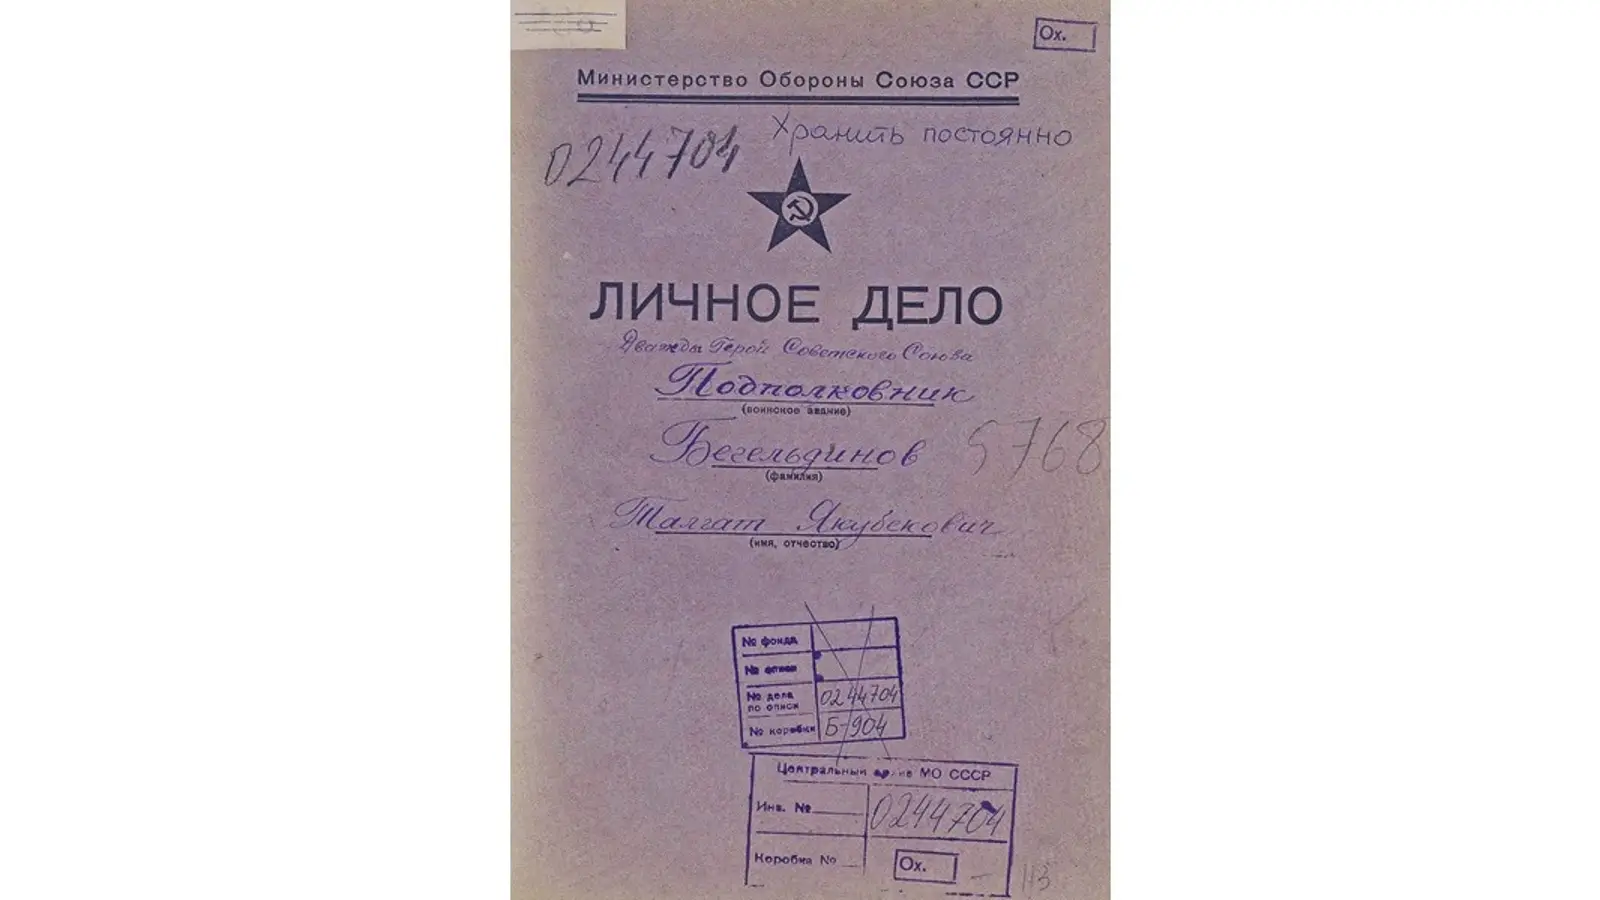 Ох.
Министерство Обороны Союза ССР
Хранить постоянно
0244704
ЛИЧНОЕ ДЕЛО
Дважды Герой Советского Союза
Подполковник
(воинское звание)
Бегельдинов 5768
(фамилия)
Талгат Якубекович
(имя, отчество)
№ фонда
№ описи
№ дела по описи 0244704
№ коробки Б-904
Центральный архив МО СССР
Инв. № 0244704
Коробка № Ох.